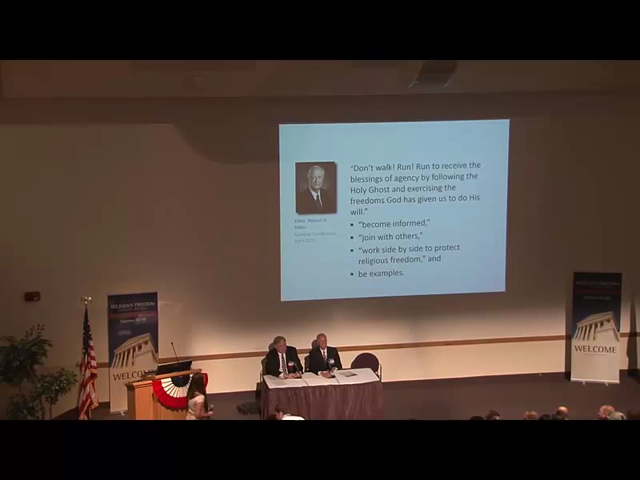 "Don't walk! Run! Run to receive the
blessings of agency by following the
Holy Ghost and exercising the
freedoms God has given us to do His
will."
▪ "become informed,"
▪ "join with others,"
▪ "work side by side to protect
religious freedom," and
▪ be examples.
RELIGIOUS FREEDOM
WELCOME
WELCOME